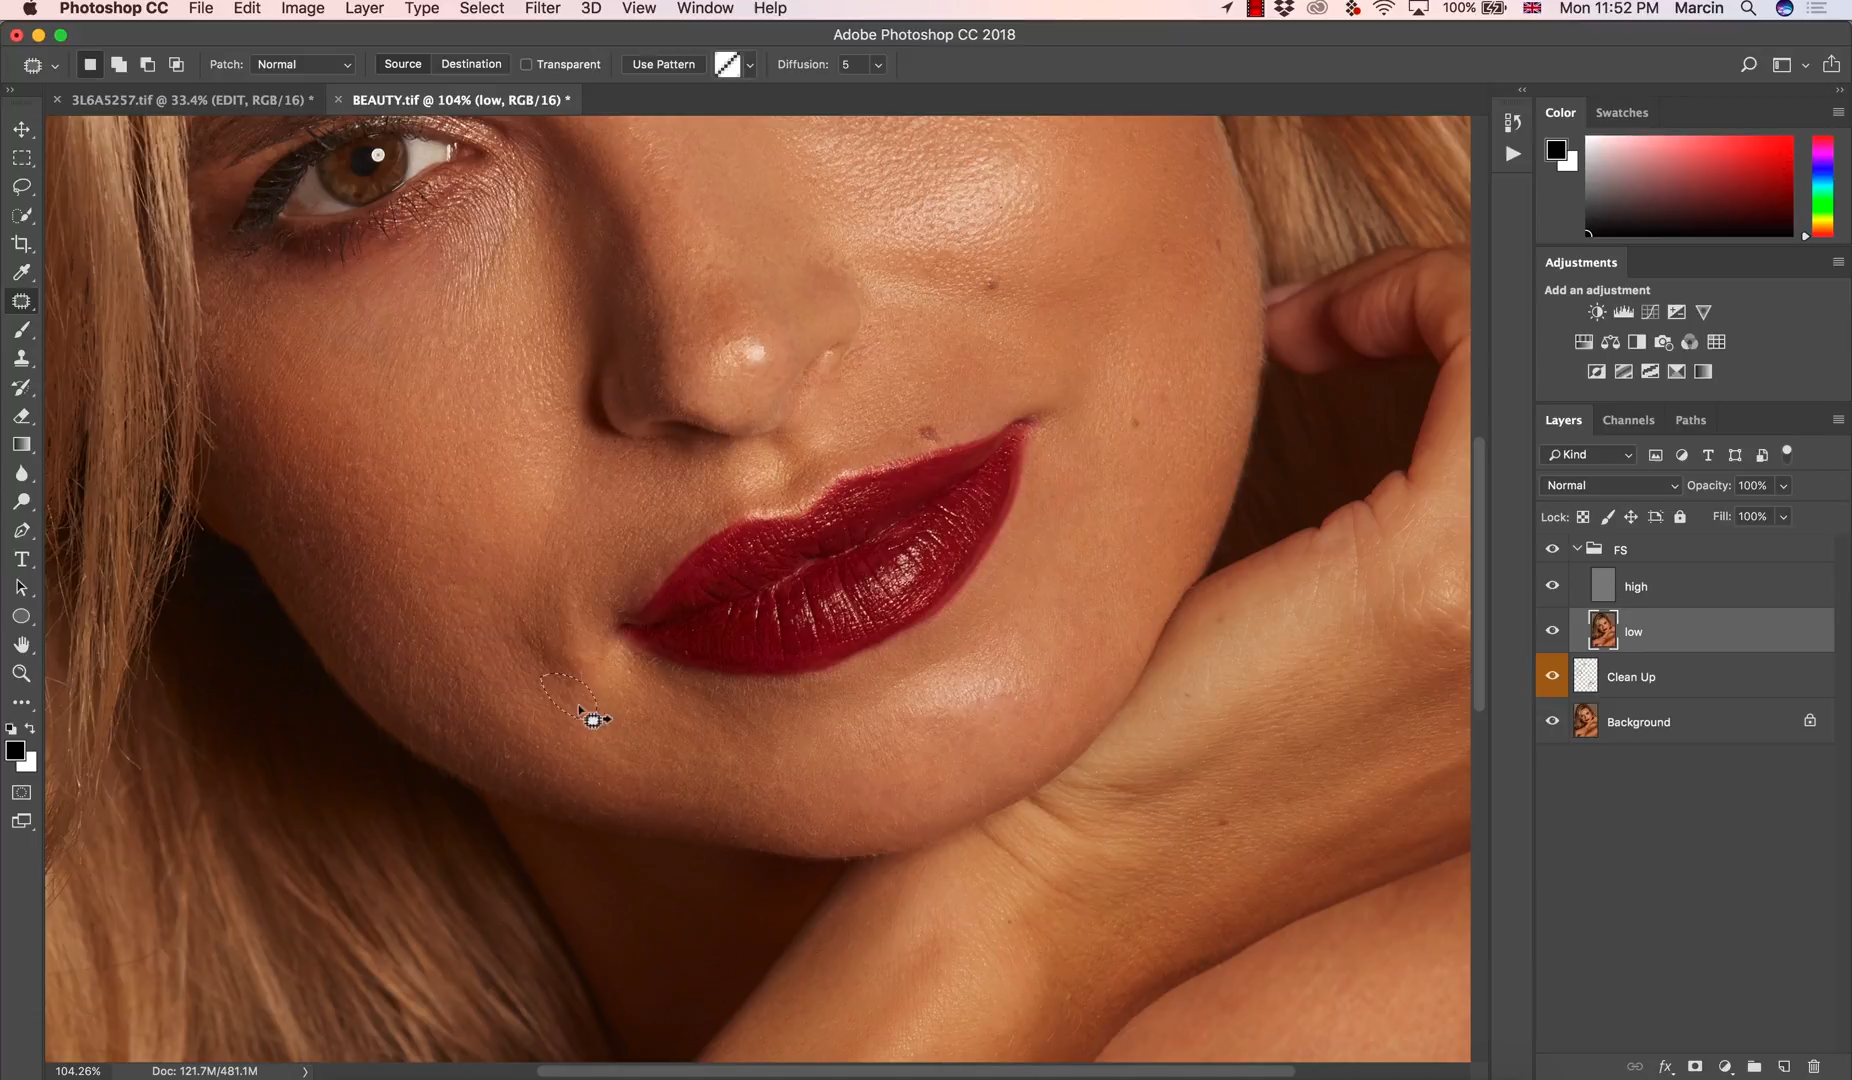 Photoshop CC File Edit Image Layer Type Select Filter 3D View Window Help 100% Mon 11:52 PM Marcin
Adobe Photoshop CC 2018
Patch: Normal Source Destination Transparent Use Pattern Diffusion: 5
3L6A5257.tif @ 33.4% (EDIT, RGB/16) * BEAUTY.tif @ 104% (low, RGB/16) *
Color Swatches
Adjustments
Add an adjustment
Layers Channels Paths
Kind
Normal Opacity: 100%
Lock: Fill: 100%
FS
high
low
Clean Up
Background
104.26% Doc: 121.7M/481.1M